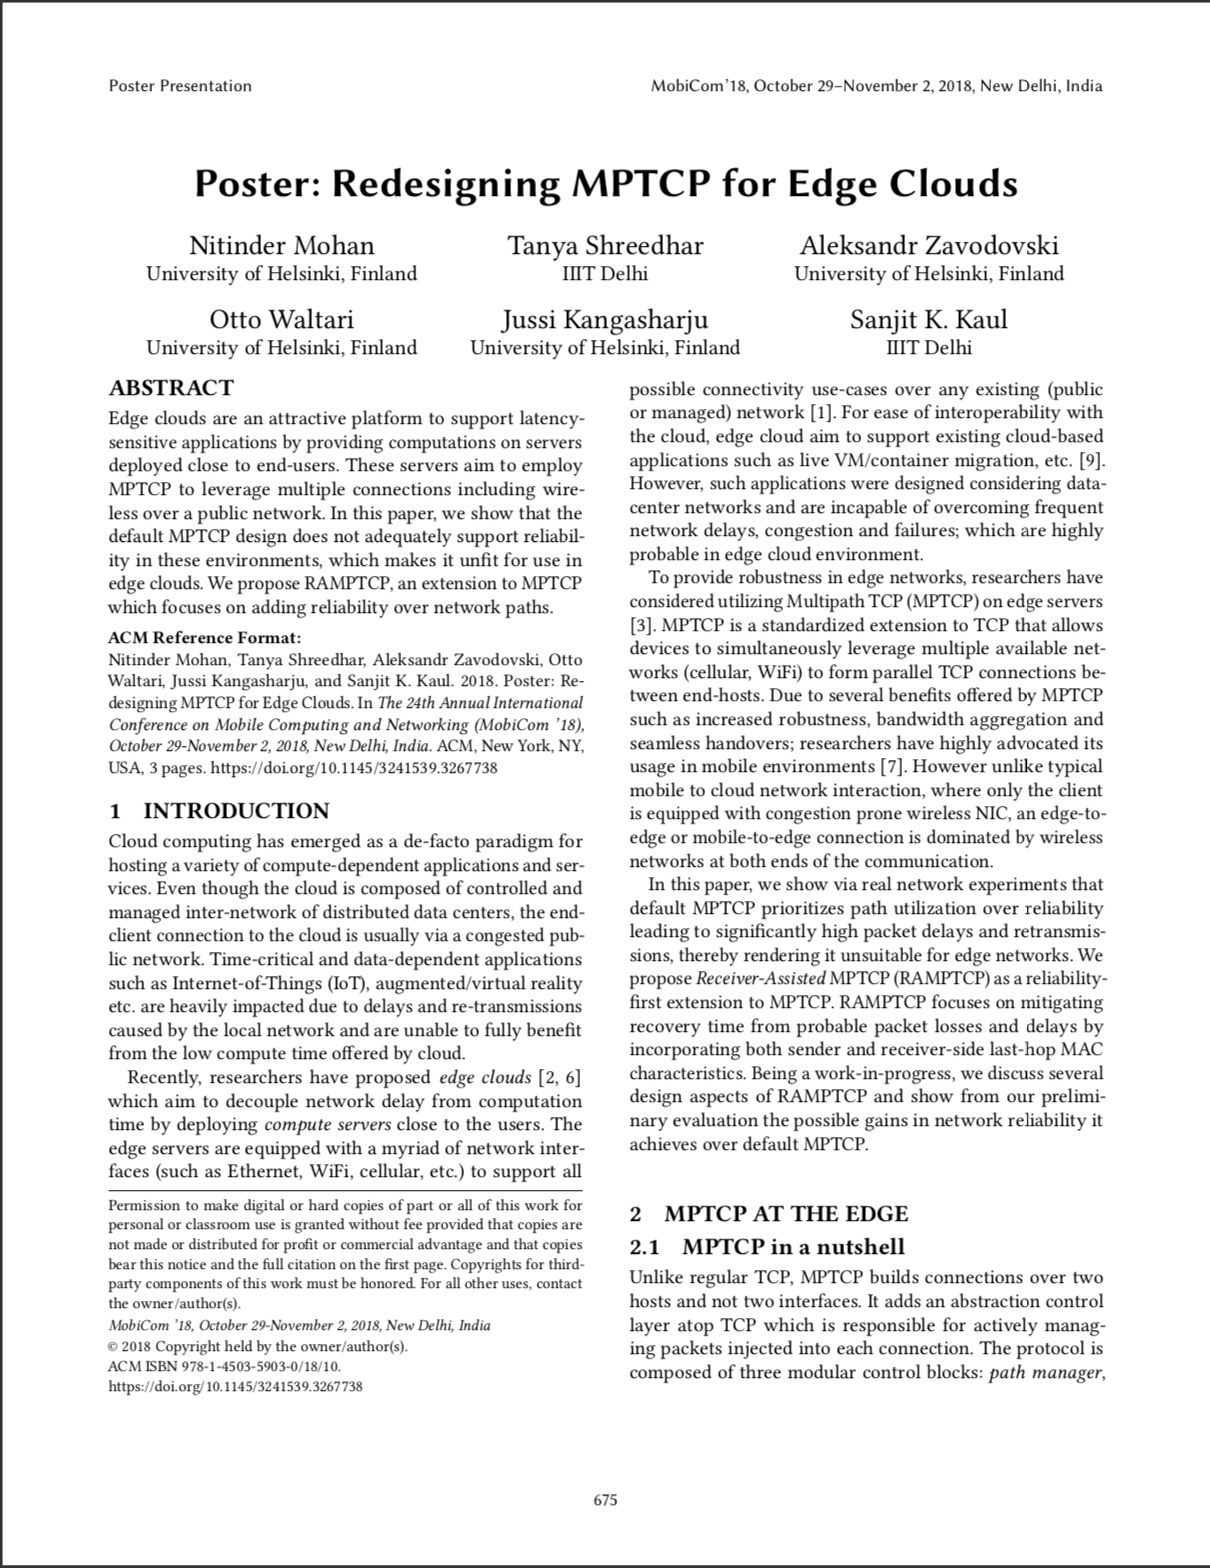 Poster Presentation
MobiCom'18, October 29–November 2, 2018, New Delhi, India
Poster: Redesigning MPTCP for Edge Clouds
Nitinder Mohan
University of Helsinki, Finland
Tanya Shreedhar
IIIT Delhi
Aleksandr Zavodovski
University of Helsinki, Finland
Otto Waltari
University of Helsinki, Finland
Jussi Kangasharju
University of Helsinki, Finland
Sanjit K. Kaul
IIIT Delhi
ABSTRACT
Edge clouds are an attractive platform to support latency-
sensitive applications by providing computations on servers
deployed close to end-users. These servers aim to employ
MPTCP to leverage multiple connections including wire-
less over a public network. In this paper, we show that the
default MPTCP design does not adequately support reliabil-
ity in these environments, which makes it unfit for use in
edge clouds. We propose RAMPTCP, an extension to MPTCP
which focuses on adding reliability over network paths.
ACM Reference Format:
Nitinder Mohan, Tanya Shreedhar, Aleksandr Zavodovski, Otto
Waltari, Jussi Kangasharju, and Sanjit K. Kaul. 2018. Poster: Re-
designing MPTCP for Edge Clouds. In The 24th Annual International
Conference on Mobile Computing and Networking (MobiCom '18),
October 29-November 2, 2018, New Delhi, India. ACM, New York, NY,
USA, 3 pages. https://doi.org/10.1145/3241539.3267738
1 INTRODUCTION
Cloud computing has emerged as a de-facto paradigm for
hosting a variety of compute-dependent applications and ser-
vices. Even though the cloud is composed of controlled and
managed inter-network of distributed data centers, the end-
client connection to the cloud is usually via a congested pub-
lic network. Time-critical and data-dependent applications
such as Internet-of-Things (IoT), augmented/virtual reality
etc. are heavily impacted due to delays and re-transmissions
caused by the local network and are unable to fully benefit
from the low compute time offered by cloud.
Recently, researchers have proposed edge clouds [2, 6]
which aim to decouple network delay from computation
time by deploying compute servers close to the users. The
edge servers are equipped with a myriad of network inter-
faces (such as Ethernet, WiFi, cellular, etc.) to support all
Permission to make digital or hard copies of part or all of this work for
personal or classroom use is granted without fee provided that copies are
not made or distributed for profit or commercial advantage and that copies
bear this notice and the full citation on the first page. Copyrights for third-
party components of this work must be honored. For all other uses, contact
the owner/author(s).
MobiCom '18, October 29-November 2, 2018, New Delhi, India
© 2018 Copyright held by the owner/author(s).
ACM ISBN 978-1-4503-5903-0/18/10.
https://doi.org/10.1145/3241539.3267738
possible connectivity use-cases over any existing (public
or managed) network [1]. For ease of interoperability with
the cloud, edge cloud aim to support existing cloud-based
applications such as live VM/container migration, etc. [9].
However, such applications were designed considering data-
center networks and are incapable of overcoming frequent
network delays, congestion and failures; which are highly
probable in edge cloud environment.
To provide robustness in edge networks, researchers have
considered utilizing Multipath TCP (MPTCP) on edge servers
[3]. MPTCP is a standardized extension to TCP that allows
devices to simultaneously leverage multiple available net-
works (cellular, WiFi) to form parallel TCP connections be-
tween end-hosts. Due to several benefits offered by MPTCP
such as increased robustness, bandwidth aggregation and
seamless handovers; researchers have highly advocated its
usage in mobile environments [7]. However unlike typical
mobile to cloud network interaction, where only the client
is equipped with congestion prone wireless NIC, an edge-to-
edge or mobile-to-edge connection is dominated by wireless
networks at both ends of the communication.
In this paper, we show via real network experiments that
default MPTCP prioritizes path utilization over reliability
leading to significantly high packet delays and retransmis-
sions, thereby rendering it unsuitable for edge networks. We
propose Receiver-Assisted MPTCP (RAMPTCP) as a reliability-
first extension to MPTCP. RAMPTCP focuses on mitigating
recovery time from probable packet losses and delays by
incorporating both sender and receiver-side last-hop MAC
characteristics. Being a work-in-progress, we discuss several
design aspects of RAMPTCP and show from our prelimi-
nary evaluation the possible gains in network reliability it
achieves over default MPTCP.
2 MPTCP AT THE EDGE
2.1 MPTCP in a nutshell
Unlike regular TCP, MPTCP builds connections over two
hosts and not two interfaces. It adds an abstraction control
layer atop TCP which is responsible for actively manag-
ing packets injected into each connection. The protocol is
composed of three modular control blocks: path manager,
675